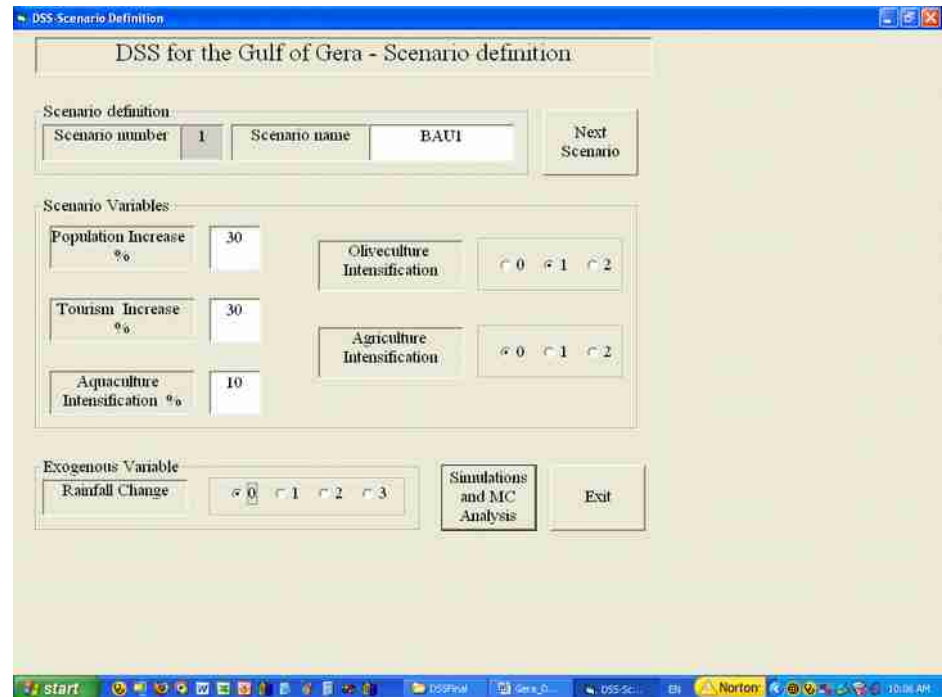 DSS-Scenario Definition
DSS for the Gulf of Gera - Scenario definition
Scenario definition
Scenario number 1 Scenario name BAU1
Next
Scenario
Scenario Variables
Population Increase
% 30
Oliveculture
Intensification
0 1 2
Tourism Increase
% 30
Agriculture
Intensification
0 1 2
Aquaculture
Intensification % 10
Exogenous Variable
Rainfall Change 0 1 2 3
Simulations
and MC
Analysis
Exit
start DSSFinal DSS-Sc... EN Norton 10:06 AM